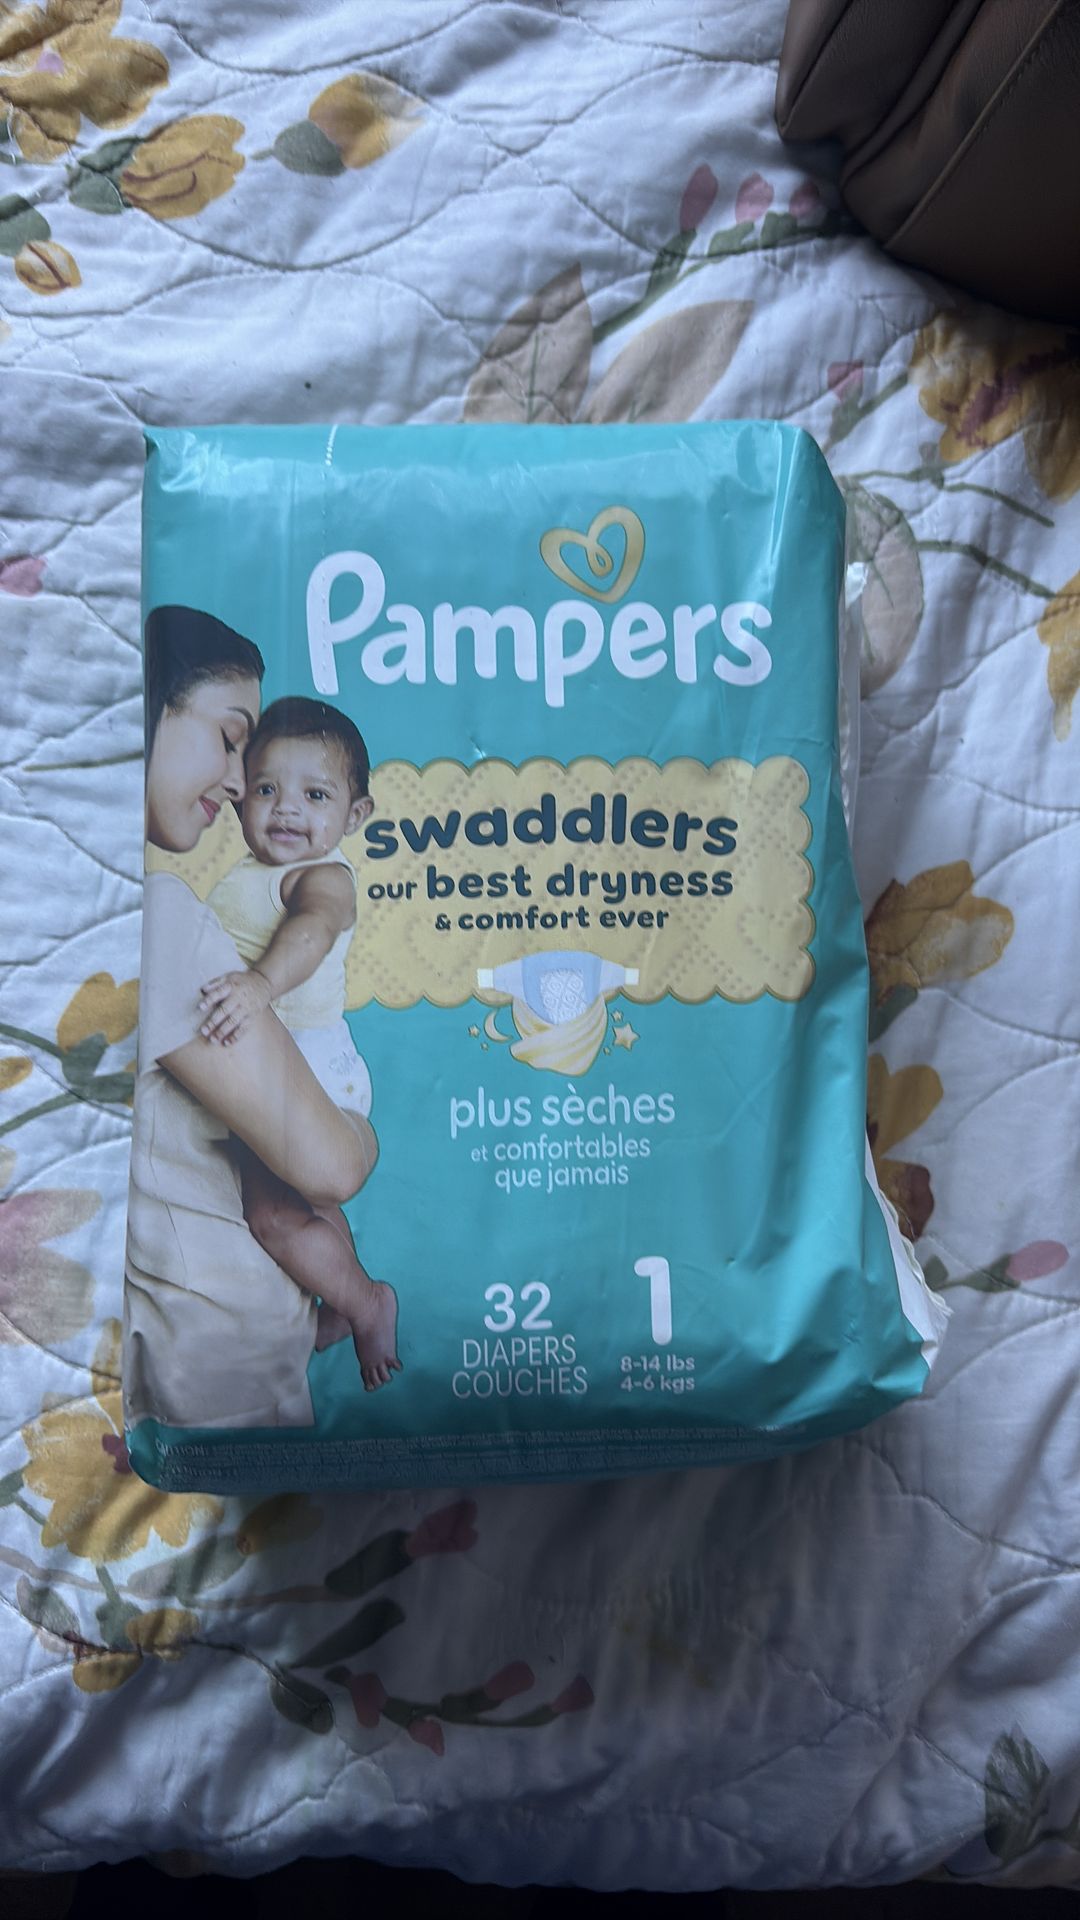 Pampers
swaddlers
our best dryness
& comfort ever
plus sèches
et confortables
que jamais
32
DIAPERS
COUCHES
1
8-14 lbs
4-6 kgs